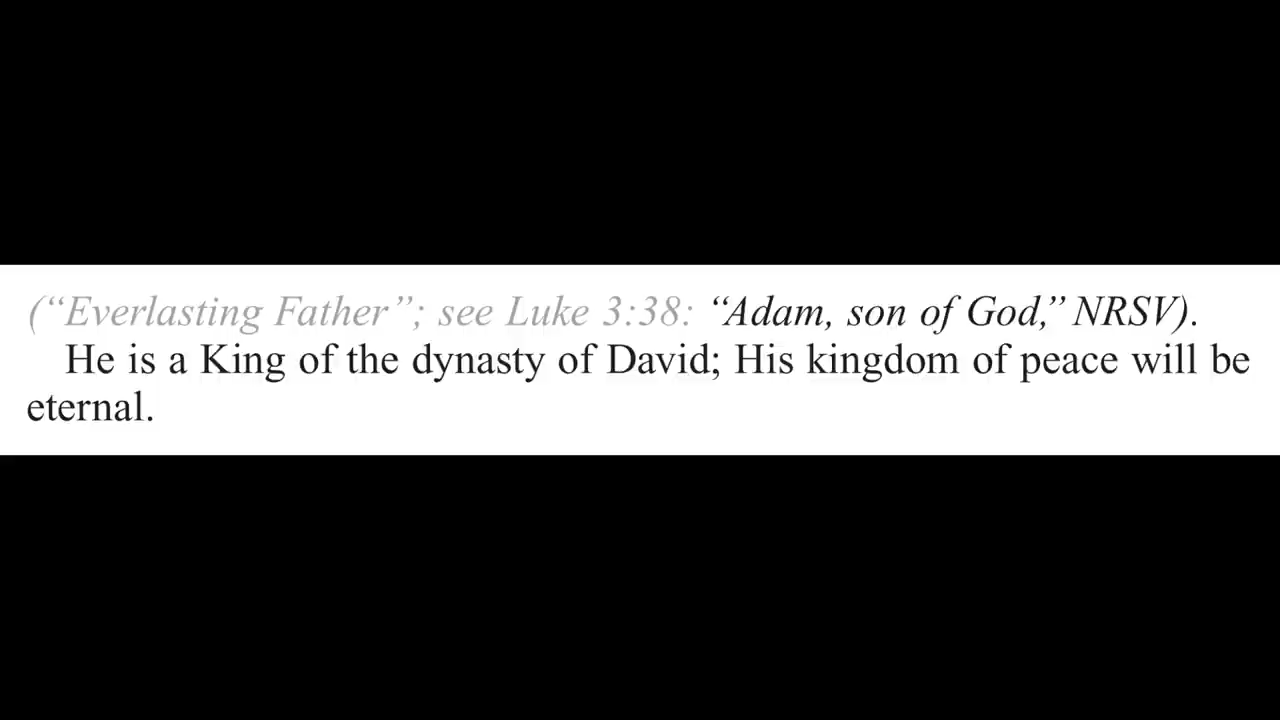 (“Everlasting Father”; see Luke 3:38: “Adam, son of God,” NRSV).
He is a King of the dynasty of David; His kingdom of peace will be
eternal.